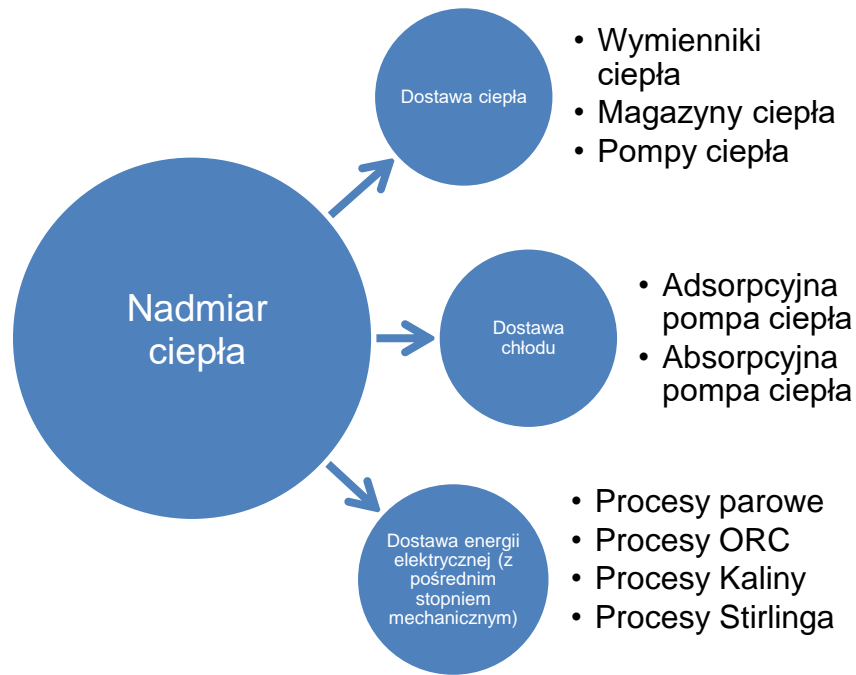 Nadmiar
ciepła
Dostawa ciepła
• Wymienniki
ciepła
• Magazyny ciepła
• Pompy ciepła
Dostawa
chłodu
• Adsorpcyjna
pompa ciepła
• Absorpcyjna
pompa ciepła
Dostawa energii
elektrycznej (z
pośrednim
stopniem
mechanicznym)
• Procesy parowe
• Procesy ORC
• Procesy Kaliny
• Procesy Stirlinga